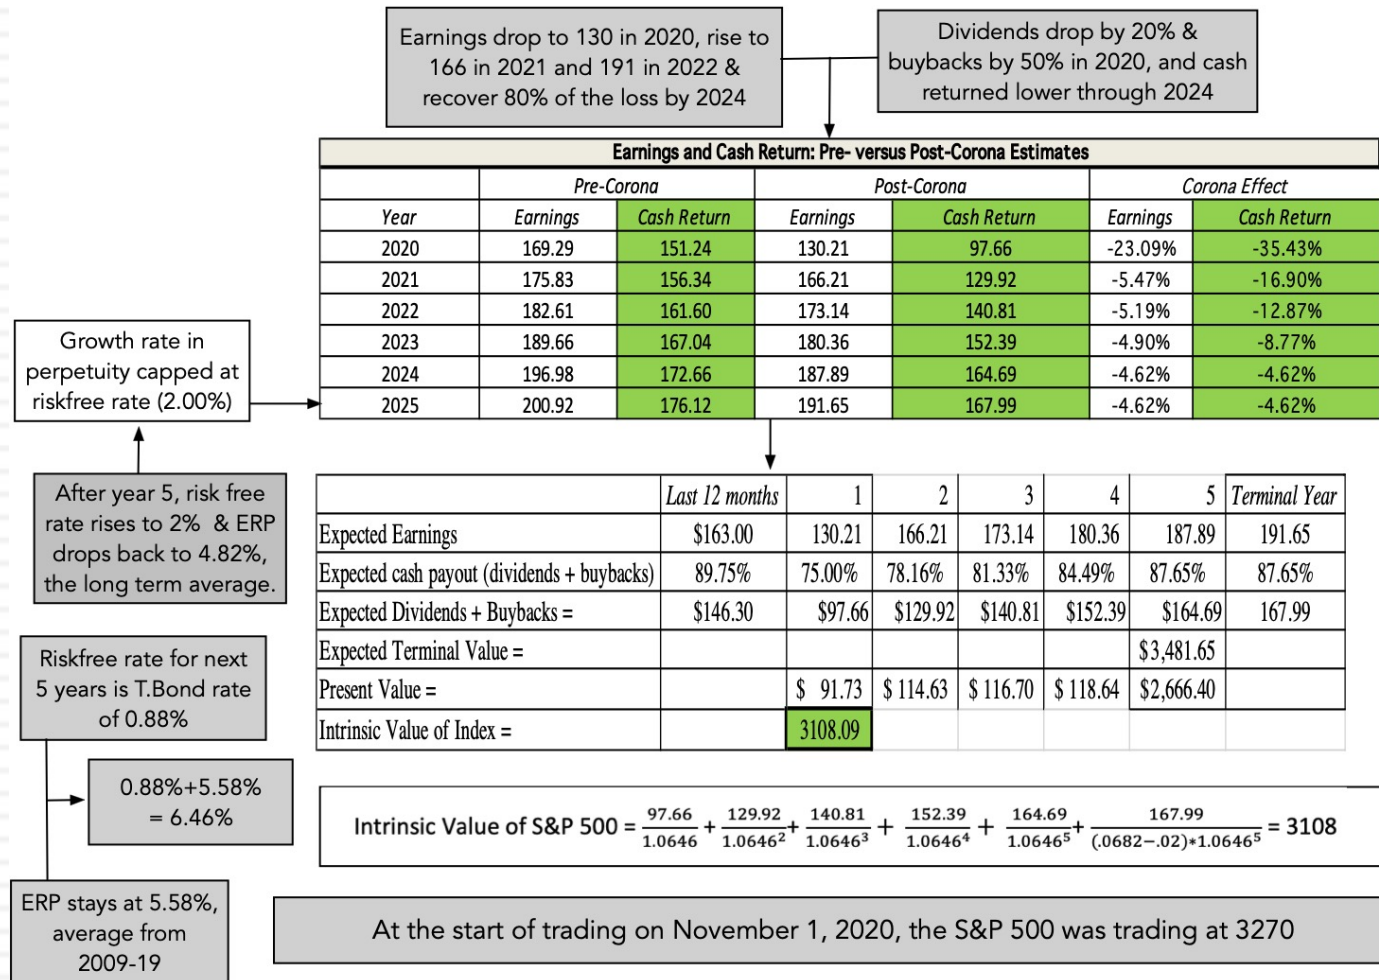 Earnings drop to 130 in 2020, rise to
166 in 2021 and 191 in 2022 &
recover 80% of the loss by 2024
Dividends drop by 20% &
buybacks by 50% in 2020, and cash
returned lower through 2024
Earnings and Cash Return: Pre- versus Post-Corona Estimates
Pre-Corona Post-Corona Corona Effect
Year Earnings Cash Return Earnings Cash Return Earnings Cash Return
2020 169.29 151.24 130.21 97.66 -23.09% -35.43%
2021 175.83 156.34 166.21 129.92 -5.47% -16.90%
2022 182.61 161.60 173.14 140.81 -5.19% -12.87%
2023 189.66 167.04 180.36 152.39 -4.90% -8.77%
2024 196.98 172.66 187.89 164.69 -4.62% -4.62%
2025 200.92 176.12 191.65 167.99 -4.62% -4.62%
Growth rate in
perpetuity capped at
riskfree rate (2.00%)
After year 5, risk free
rate rises to 2% & ERP
drops back to 4.82%,
the long term average.
Riskfree rate for next
5 years is T.Bond rate
of 0.88%
0.88%+5.58%
= 6.46%
ERP stays at 5.58%,
average from
2009-19
Last 12 months 1 2 3 4 5 Terminal Year
Expected Earnings $163.00 130.21 166.21 173.14 180.36 187.89 191.65
Expected cash payout (dividends + buybacks) 89.75% 75.00% 78.16% 81.33% 84.49% 87.65% 87.65%
Expected Dividends + Buybacks = $146.30 $97.66 $129.92 $140.81 $152.39 $164.69 167.99
Expected Terminal Value = $3,481.65
Present Value = $ 91.73 $ 114.63 $ 116.70 $ 118.64 $2,666.40
Intrinsic Value of Index = 3108.09
Intrinsic Value of S&P 500 = 97.66/1.0646 + 129.92/1.0646² + 140.81/1.0646³ + 152.39/1.0646⁴ + 164.69/1.0646⁵ + 167.99/(.0682−.02)*1.0646⁵ = 3108
At the start of trading on November 1, 2020, the S&P 500 was trading at 3270